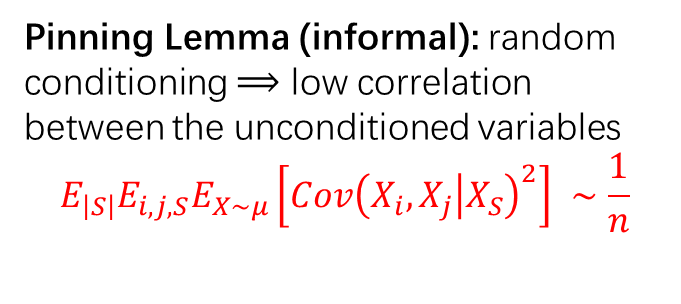 Pinning Lemma (informal): random
conditioning ⟹ low correlation
between the unconditioned variables
E_{|S|}E_{i,j,S}E_{X~μ}[Cov(X_i, X_j|X_S)^2] ~ 1/n